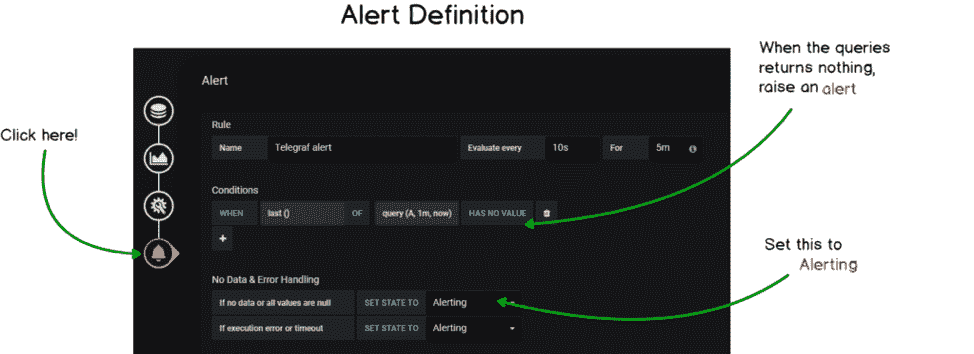 Alert Definition
When the queries
returns nothing,
raise an alert
Click here!
Alert
Rule
Name Telegraf alert Evaluate every 10s For 5m
Conditions
WHEN last () OF query (A, 1m, now) HAS NO VALUE
+
Set this to
Alerting
No Data & Error Handling
If no data or all values are null SET STATE TO Alerting
If execution error or timeout SET STATE TO Alerting